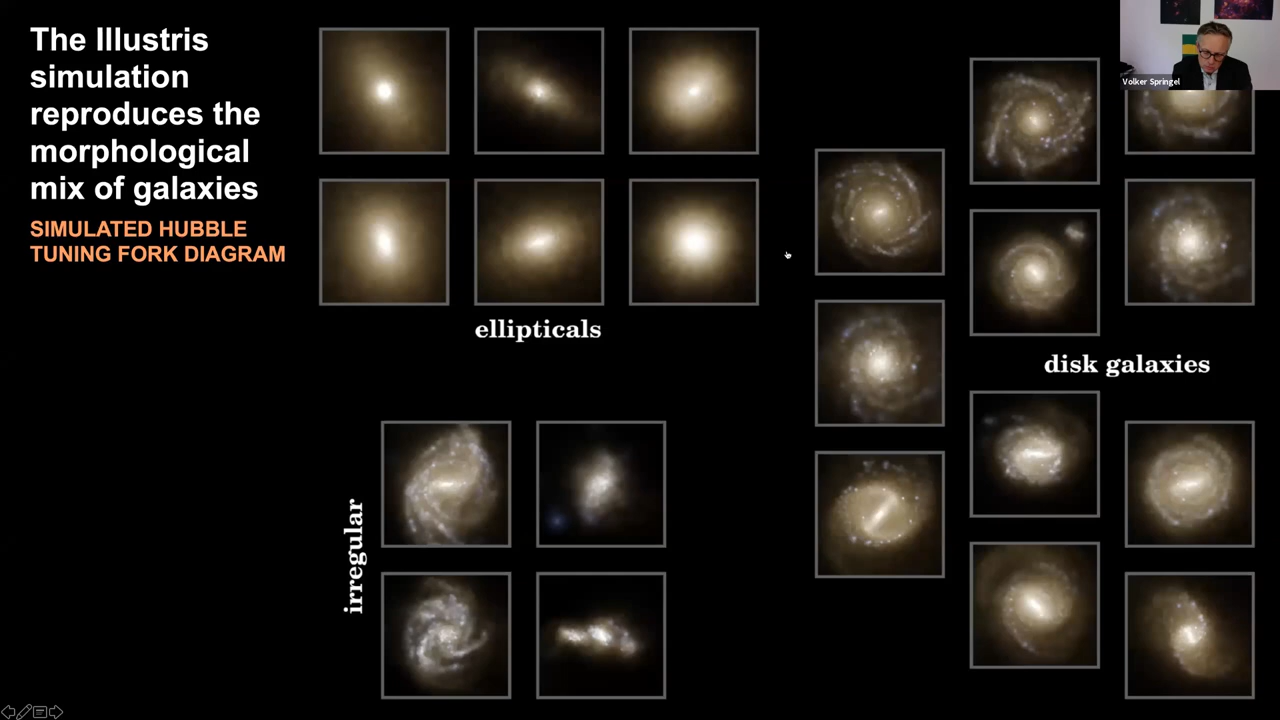 The Illustris
simulation
reproduces the
morphological
mix of galaxies
SIMULATED HUBBLE
TUNING FORK DIAGRAM
Volker Springel
ellipticals
disk galaxies
irregular